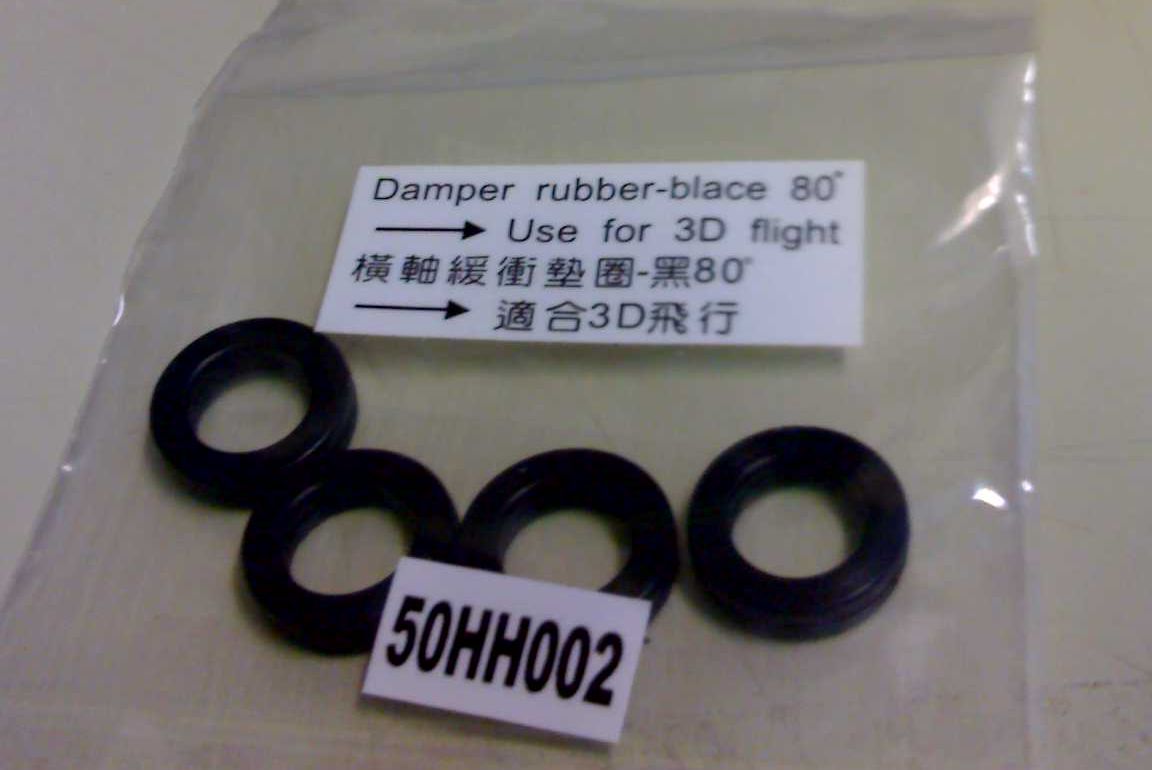 Damper rubber-blace 80°
→ Use for 3D flight
橫軸緩衝墊圈-黑80°
→ 適合3D飛行
50HH002